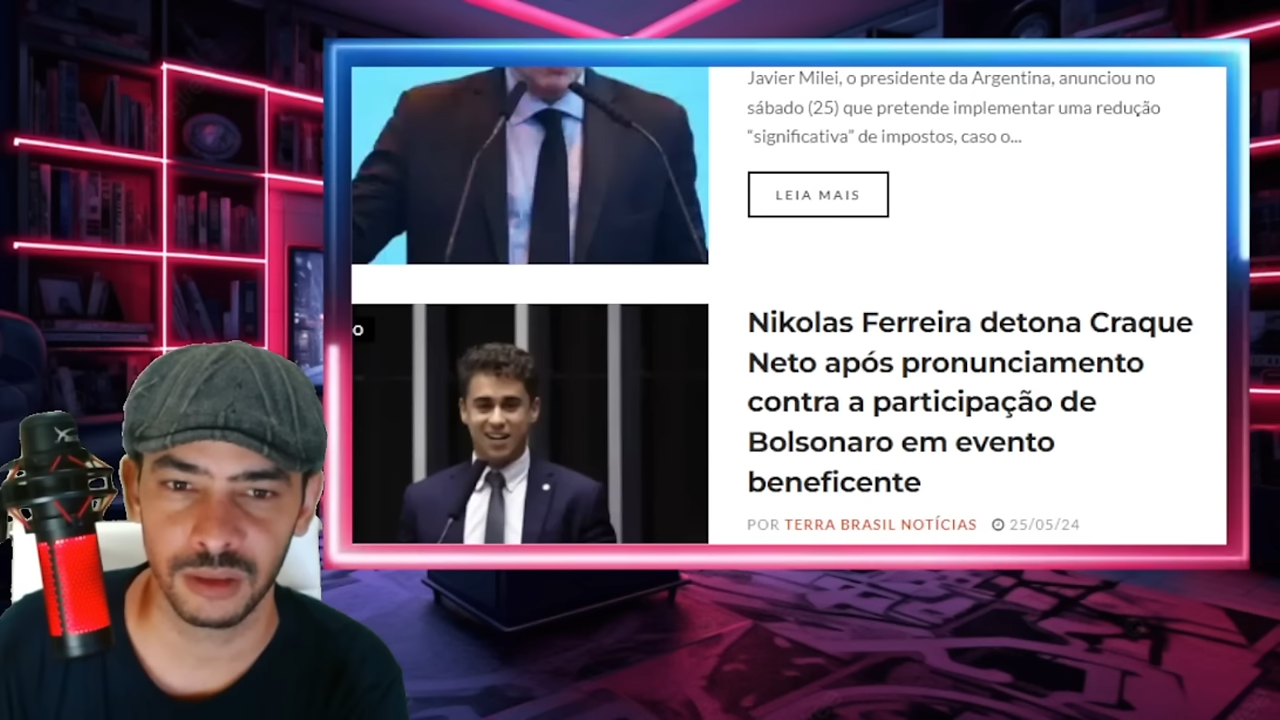 Javier Milei, o presidente da Argentina, anunciou no
sábado (25) que pretende implementar uma redução
“significativa” de impostos, caso o...
LEIA MAIS
O
Nikolas Ferreira detona Craque
Neto após pronunciamento
contra a participação de
Bolsonaro em evento
beneficente
POR TERRA BRASIL NOTÍCIAS 25/05/24